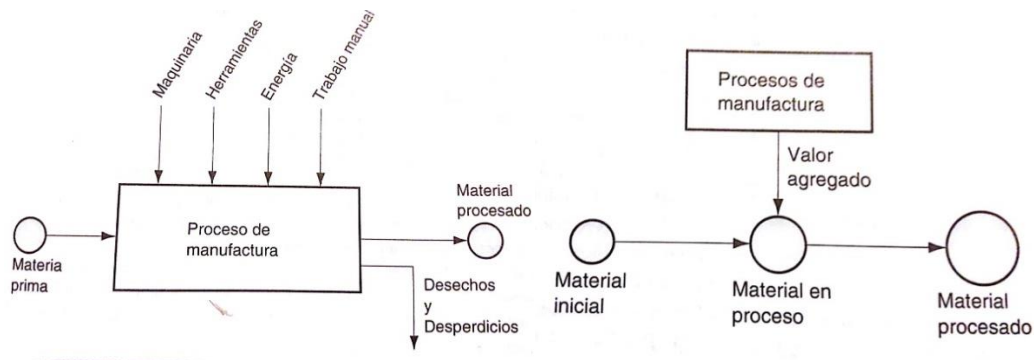 Maquinaria
Herramientas
Energía
Trabajo manual
Materia
prima
Proceso de
manufactura
Material
procesado
Desechos
y
Desperdicios
Procesos de
manufactura
Valor
agregado
Material
inicial
Material en
proceso
Material
procesado